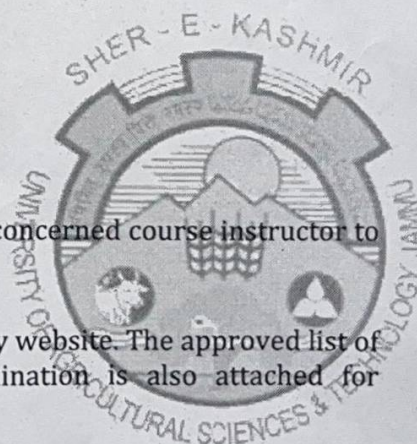 SHER - E - KASHMIR
UNIVERSITY OF AGRICULTURAL SCIENCES & TECHNOLOGY, JAMMU
concerned course instructor to
website. The approved list of
is also attached for